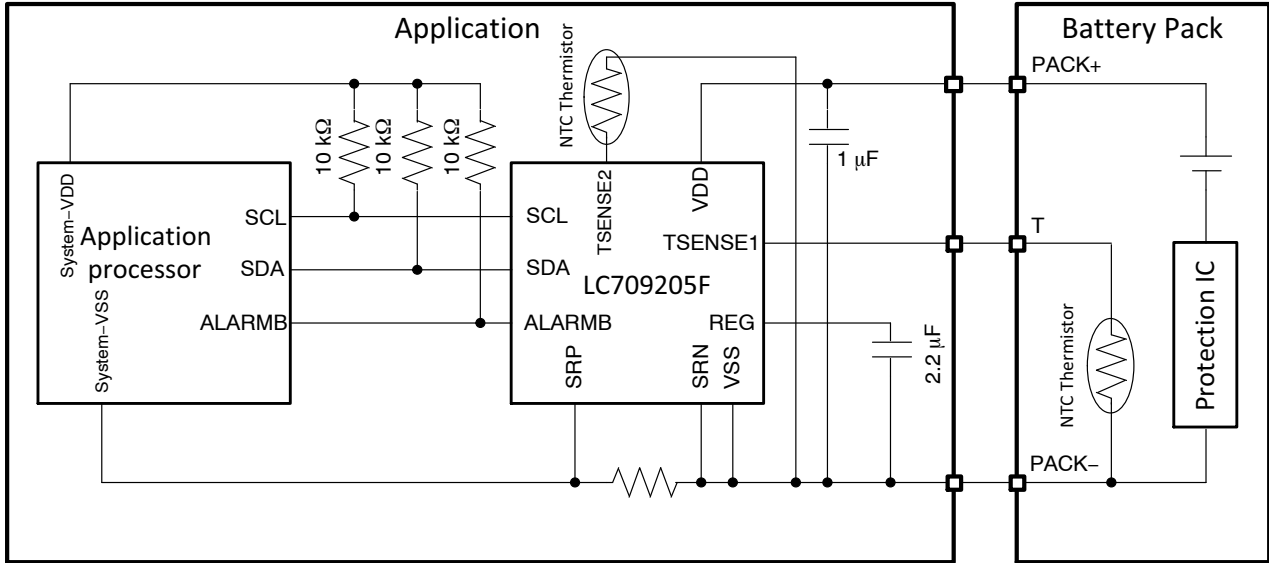 Application
Battery Pack
NTC Thermistor
PACK+
10 kΩ
10 kΩ
10 kΩ
1 μF
System−VDD
TSENSE2
VDD
SCL
SCL
T
Application
processor
TSENSE1
SDA
SDA
LC709205F
ALARMB
ALARMB
REG
2.2 μF
NTC Thermistor
Protection IC
System−VSS
SRP
SRN
VSS
PACK−